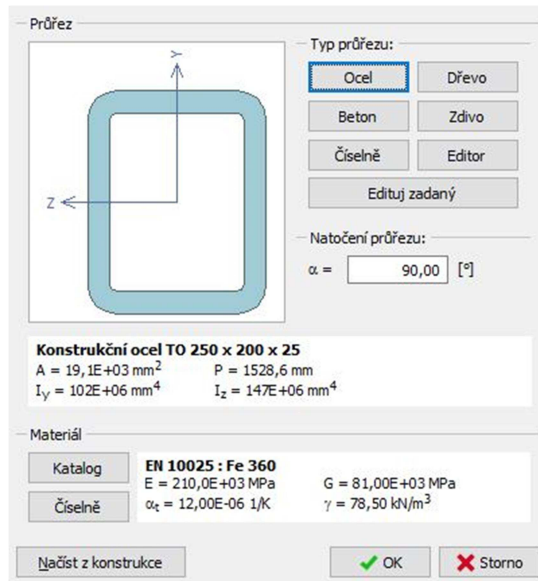 Průřez
Y
Z
Typ průřezu:
Ocel
Dřevo
Beton
Zdivo
Číselně
Editor
Edituj zadaný
Natočení průřezu:
α = 90,00 [°]
Konstrukční ocel TO 250 x 200 x 25
A = 19,1E+03 mm² P = 1528,6 mm
Iy = 102E+06 mm⁴ Iz = 147E+06 mm⁴
Materiál
Katalog
Číselně
EN 10025 : Fe 360
E = 210,0E+03 MPa G = 81,00E+03 MPa
αt = 12,00E-06 1/K γ = 78,50 kN/m³
Načíst z konstrukce
OK
Storno